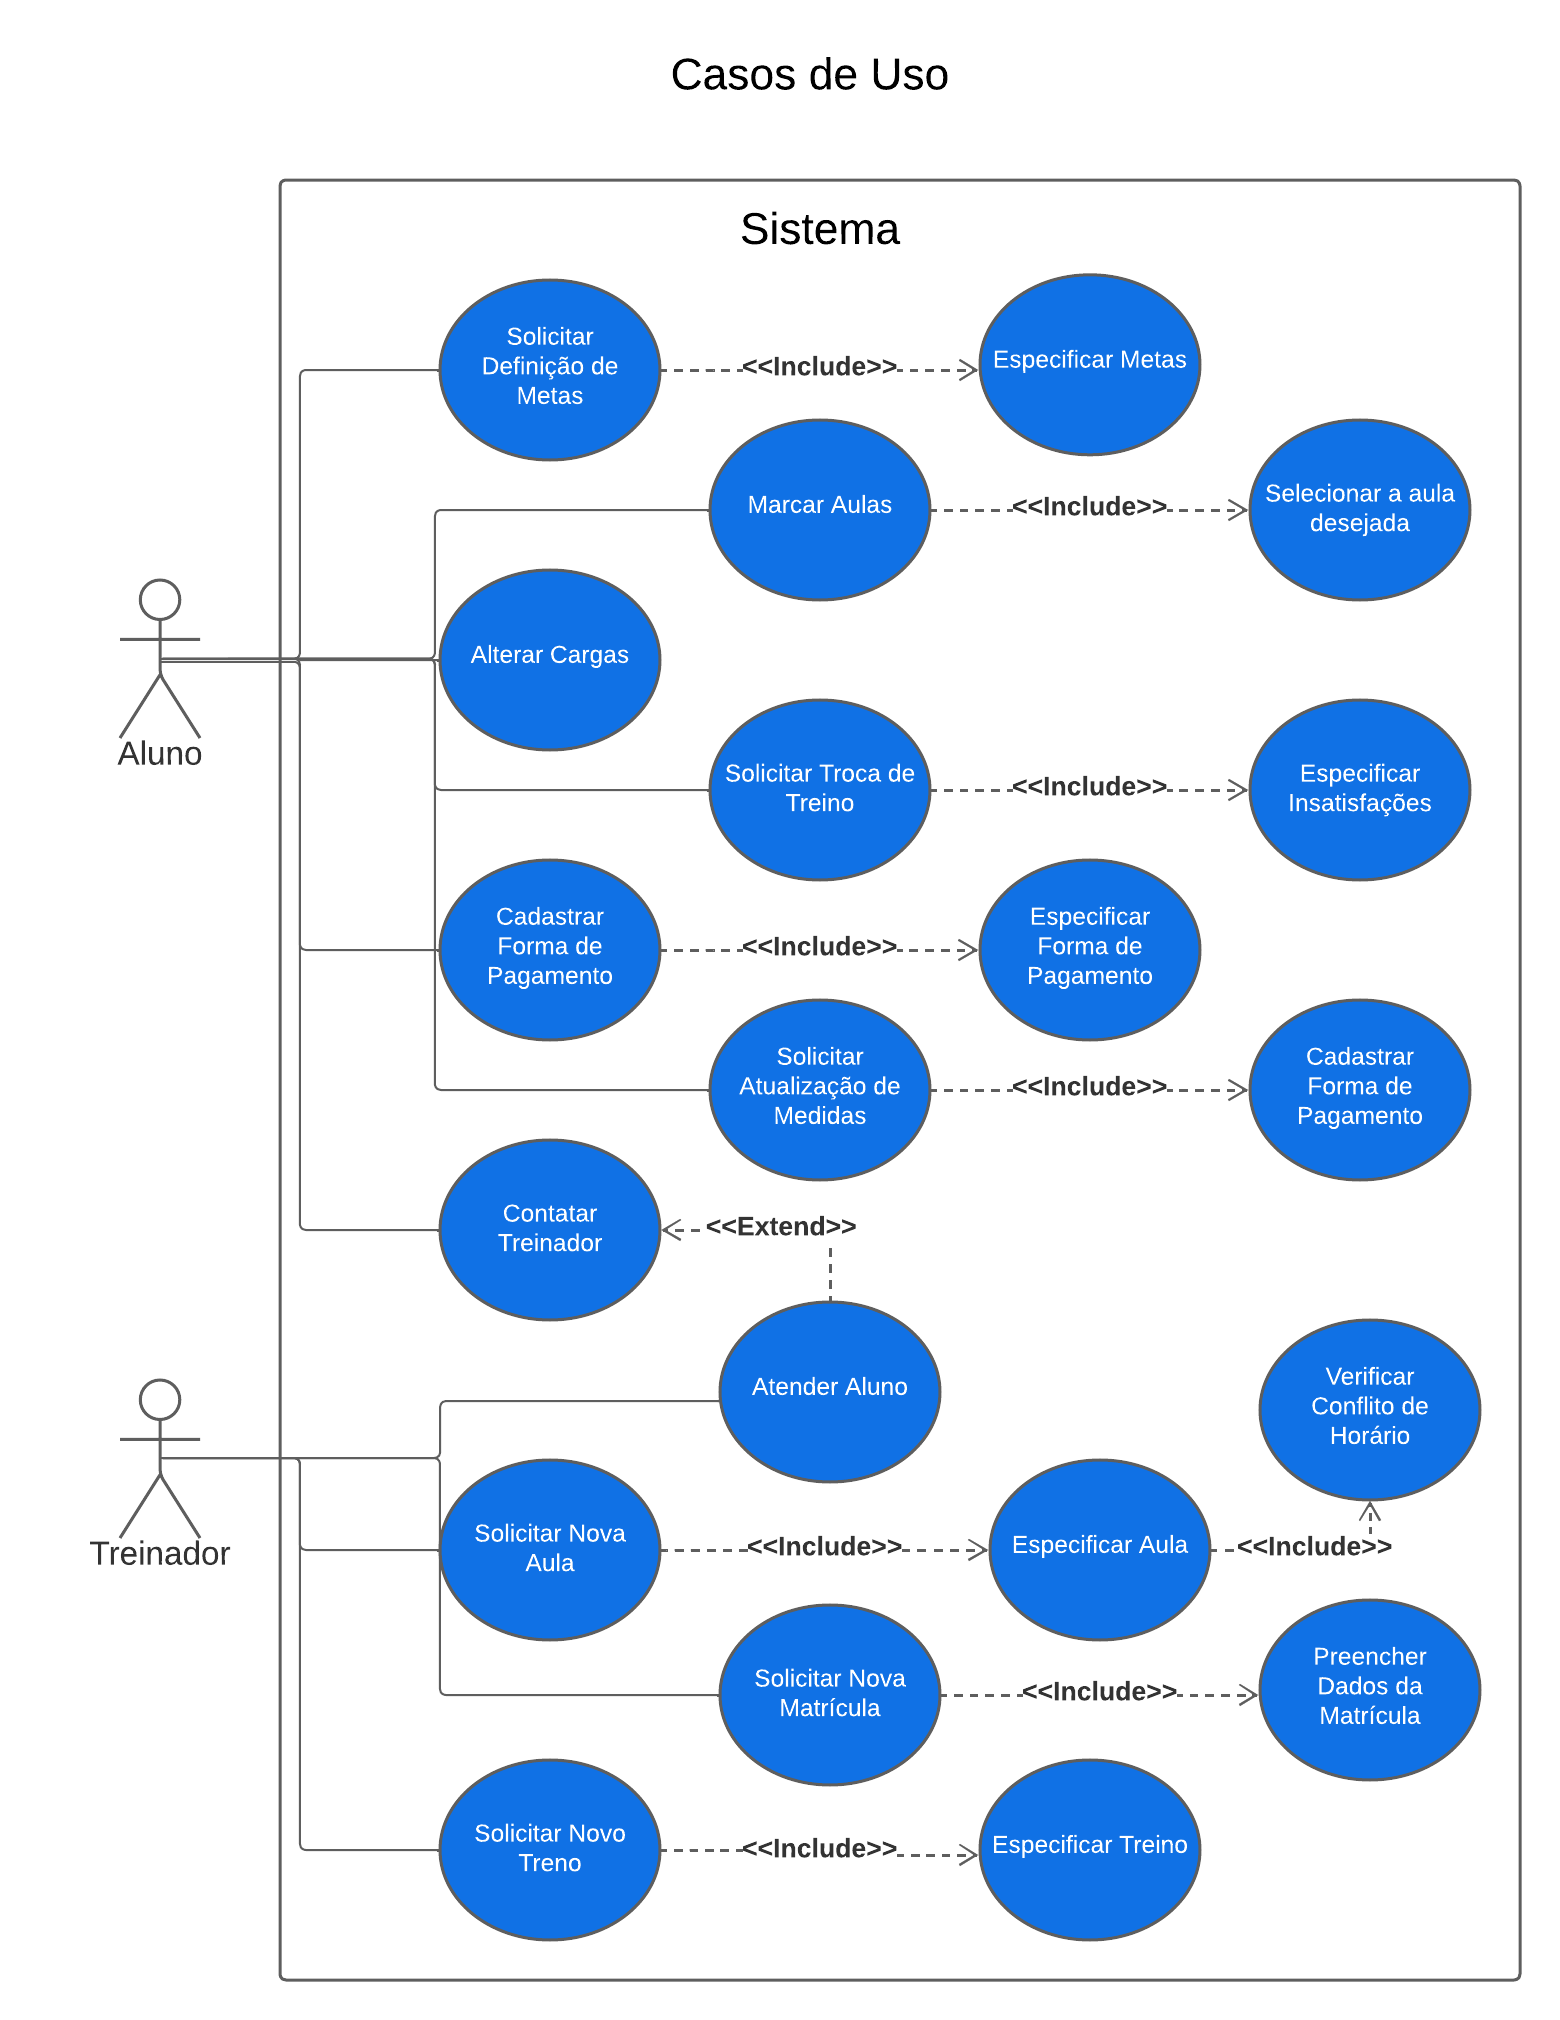 Casos de Uso
Sistema
Solicitar
Definição de
Metas
<<Include>>
Especificar Metas
Marcar Aulas
<<Include>>
Selecionar a aula
desejada
Aluno
Alterar Cargas
Solicitar Troca de
Treino
<<Include>>
Especificar
Insatisfações
Cadastrar
Forma de
Pagamento
<<Include>>
Especificar
Forma de
Pagamento
Solicitar
Atualização de
Medidas
<<Include>>
Cadastrar
Forma de
Pagamento
Contatar
Treinador
<<Extend>>
Atender Aluno
Verificar
Conflito de
Horário
Treinador
Solicitar Nova
Aula
<<Include>>
Especificar Aula
<<Include>>
Solicitar Nova
Matrícula
<<Include>>
Preencher
Dados da
Matrícula
Solicitar Novo
Treno
<<Include>>
Especificar Treino